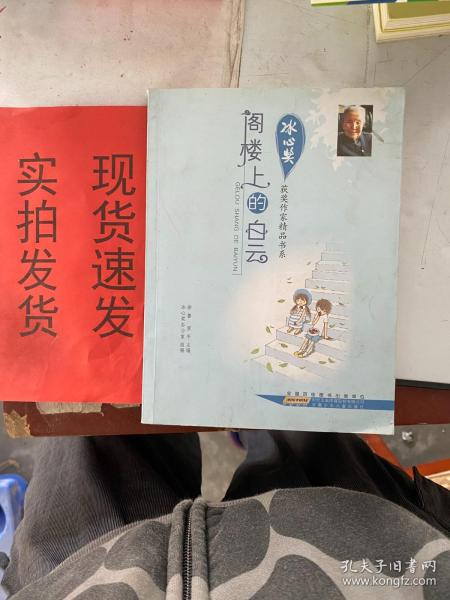 现货速发
实拍发货
冰心奖
获奖作家精品书系
阁楼上的白云
GELOU SHANG DE BAIYUN
孔夫子旧书网
www.kongfz.com